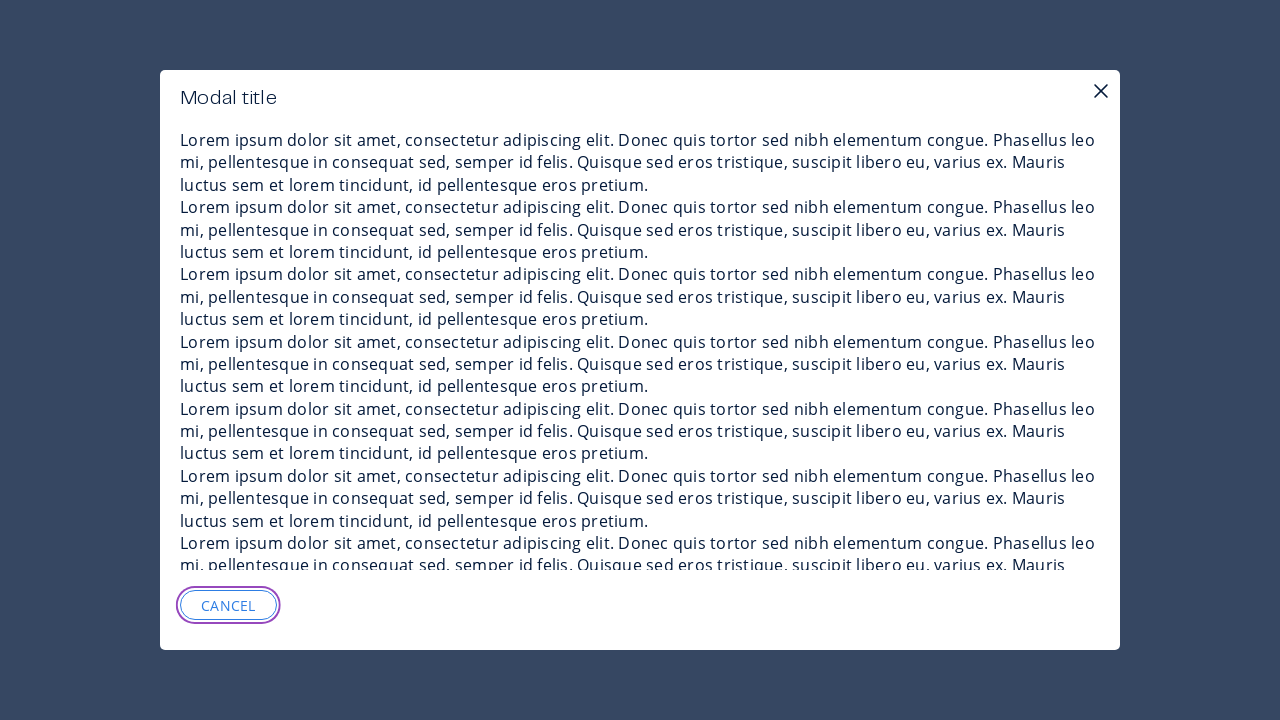 Modal title
Lorem ipsum dolor sit amet, consectetur adipiscing elit. Donec quis tortor sed nibh elementum congue. Phasellus leo
mi, pellentesque in consequat sed, semper id felis. Quisque sed eros tristique, suscipit libero eu, varius ex. Mauris
luctus sem et lorem tincidunt, id pellentesque eros pretium.
Lorem ipsum dolor sit amet, consectetur adipiscing elit. Donec quis tortor sed nibh elementum congue. Phasellus leo
mi, pellentesque in consequat sed, semper id felis. Quisque sed eros tristique, suscipit libero eu, varius ex. Mauris
luctus sem et lorem tincidunt, id pellentesque eros pretium.
Lorem ipsum dolor sit amet, consectetur adipiscing elit. Donec quis tortor sed nibh elementum congue. Phasellus leo
mi, pellentesque in consequat sed, semper id felis. Quisque sed eros tristique, suscipit libero eu, varius ex. Mauris
luctus sem et lorem tincidunt, id pellentesque eros pretium.
Lorem ipsum dolor sit amet, consectetur adipiscing elit. Donec quis tortor sed nibh elementum congue. Phasellus leo
mi, pellentesque in consequat sed, semper id felis. Quisque sed eros tristique, suscipit libero eu, varius ex. Mauris
luctus sem et lorem tincidunt, id pellentesque eros pretium.
Lorem ipsum dolor sit amet, consectetur adipiscing elit. Donec quis tortor sed nibh elementum congue. Phasellus leo
mi, pellentesque in consequat sed, semper id felis. Quisque sed eros tristique, suscipit libero eu, varius ex. Mauris
luctus sem et lorem tincidunt, id pellentesque eros pretium.
Lorem ipsum dolor sit amet, consectetur adipiscing elit. Donec quis tortor sed nibh elementum congue. Phasellus leo
mi, pellentesque in consequat sed, semper id felis. Quisque sed eros tristique, suscipit libero eu, varius ex. Mauris
luctus sem et lorem tincidunt, id pellentesque eros pretium.
Lorem ipsum dolor sit amet, consectetur adipiscing elit. Donec quis tortor sed nibh elementum congue. Phasellus leo
mi, pellentesque in consequat sed, semper id felis. Quisque sed eros tristique, suscipit libero eu, varius ex. Mauris
CANCEL